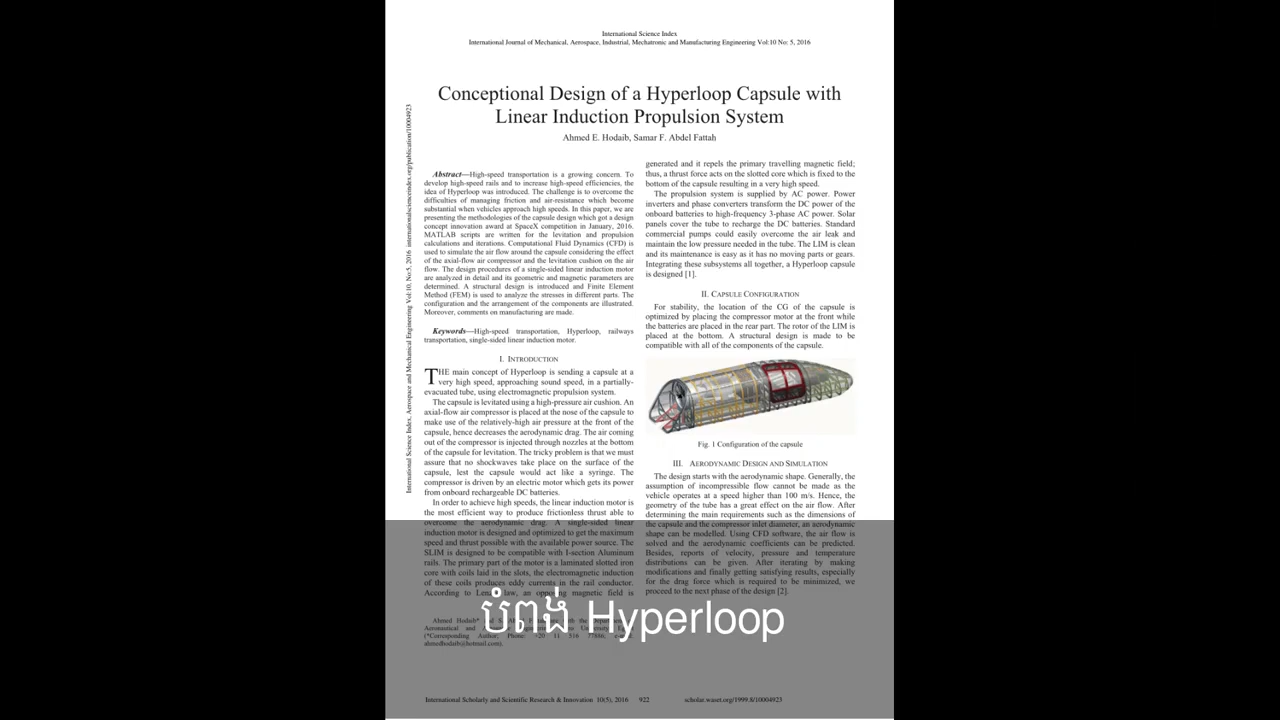 International Science Index
International Journal of Mechanical, Aerospace, Industrial, Mechatronic and Manufacturing Engineering Vol:10 No: 5, 2016
Conceptional Design of a Hyperloop Capsule with
Linear Induction Propulsion System
Ahmed E. Hodaib, Samar F. Abdel Fattah
International Science Index, Aerospace and Mechanical Engineering Vol:10, No:5, 2016 internationalscienceindex.org/publication/10004923
Abstract—High-speed transportation is a growing concern. To
develop high-speed rails and to increase high-speed efficiencies, the
idea of Hyperloop was introduced. The challenge is to overcome the
difficulties of managing friction and air-resistance which become
substantial when vehicles approach high speeds. In this paper, we are
presenting the methodologies of the capsule design which got a design
concept innovation award at SpaceX competition in January, 2016.
MATLAB scripts are written for the levitation and propulsion
calculations and iterations. Computational Fluid Dynamics (CFD) is
used to simulate the air flow around the capsule considering the effect
of the axial-flow air compressor and the levitation cushion on the air
flow. The design procedures of a single-sided linear induction motor
are analyzed in detail and its geometric and magnetic parameters are
determined. A structural design is introduced and Finite Element
Method (FEM) is used to analyze the stresses in different parts. The
configuration and the arrangement of the components are illustrated.
Moreover, comments on manufacturing are made.
Keywords—High-speed transportation, Hyperloop, railways
transportation, single-sided linear induction motor.
I. INTRODUCTION
THE main concept of Hyperloop is sending a capsule at a
very high speed, approaching sound speed, in a partially-
evacuated tube, using electromagnetic propulsion system.
The capsule is levitated using a high-pressure air cushion. An
axial-flow air compressor is placed at the nose of the capsule to
make use of the relatively-high air pressure at the front of the
capsule, hence decreases the aerodynamic drag. The air coming
out of the compressor is injected through nozzles at the bottom
of the capsule for levitation. The tricky problem is that we must
assure that no shockwaves take place on the surface of the
capsule, lest the capsule would act like a syringe. The
compressor is driven by an electric motor which gets its power
from onboard rechargeable DC batteries.
In order to achieve high speeds, the linear induction motor is
the most efficient way to produce frictionless thrust able to
overcome the aerodynamic drag. A single-sided linear
induction motor is designed and optimized to get the maximum
speed and thrust possible with the available power source. The
SLIM is designed to be compatible with I-section Aluminum
rails. The primary part of the motor is a laminated slotted iron
core with coils laid in the slots, the electromagnetic induction
of these coils produces eddy currents in the rail conductor.
According to law, an magnetic field is
Ahmed Hodaib* and the
Aeronautical and
(*Corresponding Author; Phone: +20 11
ahmedhodaib@hotmail.com).
generated and it repels the primary travelling magnetic field;
thus, a thrust force acts on the slotted core which is fixed to the
bottom of the capsule resulting in a very high speed.
The propulsion system is supplied by AC power. Power
inverters and phase converters transform the DC power of the
onboard batteries to high-frequency 3-phase AC power. Solar
panels cover the tube to recharge the DC batteries. Standard
commercial pumps could easily overcome the air leak and
maintain the low pressure needed in the tube. The LIM is clean
and its maintenance is easy as it has no moving parts or gears.
Integrating these subsystems all together, a Hyperloop capsule
is designed [1].
II. CAPSULE CONFIGURATION
For stability, the location of the CG of the capsule is
optimized by placing the compressor motor at the front while
the batteries are placed in the rear part. The rotor of the LIM is
placed at the bottom. A structural design is made to be
compatible with all of the components of the capsule.
Fig. 1 Configuration of the capsule
III. AERODYNAMIC DESIGN AND SIMULATION
The design starts with the aerodynamic shape. Generally, the
assumption of incompressible flow cannot be made as the
vehicle operates at a speed higher than 100 m/s. Hence, the
geometry of the tube has a great effect on the air flow. After
determining the main requirements such as the dimensions of
the capsule and the compressor inlet diameter, an aerodynamic
shape can be modelled. Using CFD software, the air flow is
solved and the aerodynamic coefficients can be predicted.
Besides, reports of velocity, pressure and temperature
distributions can be given. After iterating by making
modifications and finally getting satisfying results, especially
for the drag force which is required to be minimized, we
proceed to the next phase of the design [2].
បំពង់ Hyperloop
International Scholarly and Scientific Research & Innovation 10(5), 2016 922 scholar.waset.org/1999.8/10004923